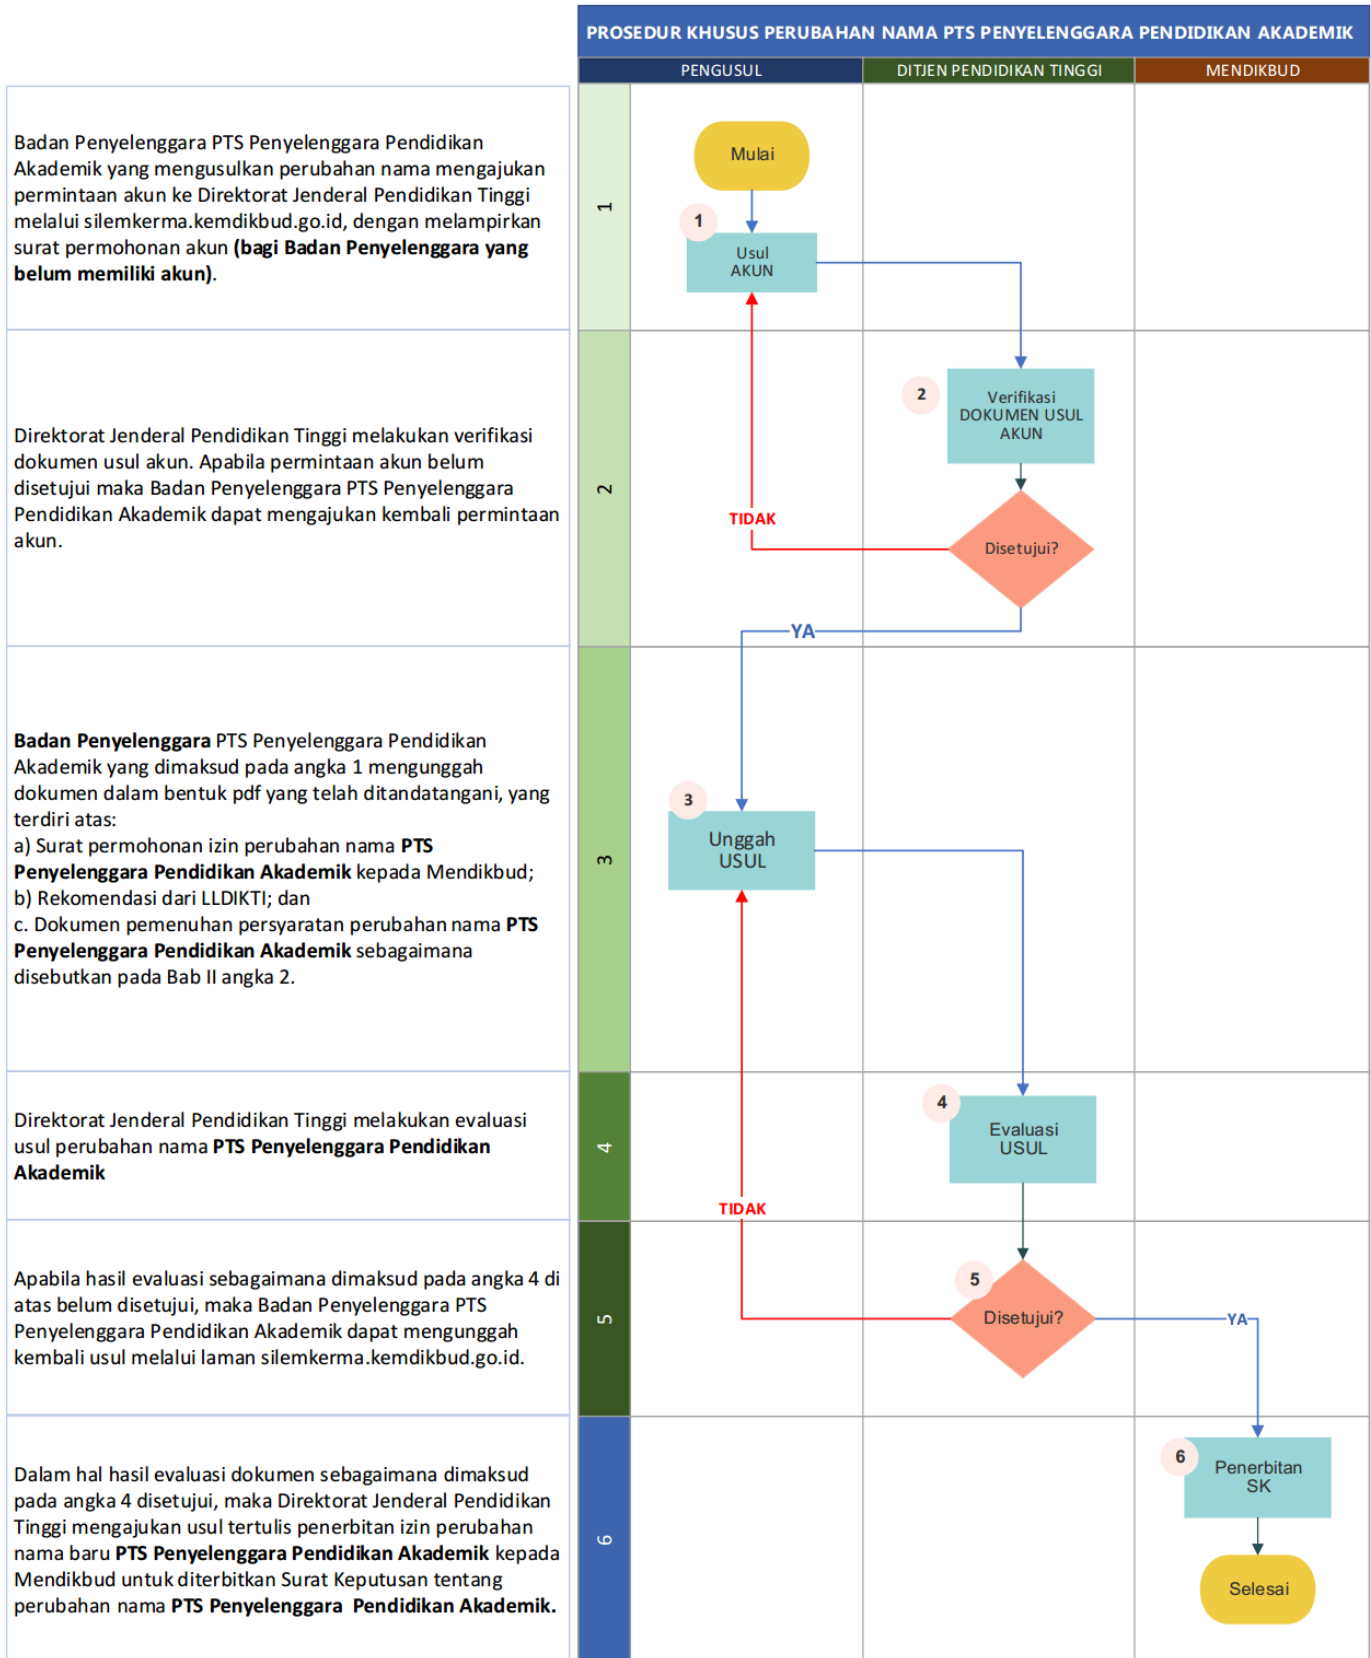 PROSEDUR KHUSUS PERUBAHAN NAMA PTS PENYELENGGARA PENDIDIKAN AKADEMIK
PENGUSUL
DITJEN PENDIDIKAN TINGGI
MENDIKBUD
Badan Penyelenggara PTS Penyelenggara Pendidikan
Akademik yang mengusulkan perubahan nama mengajukan
permintaan akun ke Direktorat Jenderal Pendidikan Tinggi
melalui silemkerma.kemdikbud.go.id, dengan melampirkan
surat permohonan akun (bagi Badan Penyelenggara yang
belum memiliki akun).
1
Mulai
1
Usul
AKUN
Direktorat Jenderal Pendidikan Tinggi melakukan verifikasi
dokumen usul akun. Apabila permintaan akun belum
disetujui maka Badan Penyelenggara PTS Penyelenggara
Pendidikan Akademik dapat mengajukan kembali permintaan
akun.
2
2
Verifikasi
DOKUMEN USUL
AKUN
TIDAK
Disetujui?
YA
Badan Penyelenggara PTS Penyelenggara Pendidikan
Akademik yang dimaksud pada angka 1 mengunggah
dokumen dalam bentuk pdf yang telah ditandatangani, yang
terdiri atas:
a) Surat permohonan izin perubahan nama PTS
Penyelenggara Pendidikan Akademik kepada Mendikbud;
b) Rekomendasi dari LLDIKTI; dan
c. Dokumen pemenuhan persyaratan perubahan nama PTS
Penyelenggara Pendidikan Akademik sebagaimana
disebutkan pada Bab II angka 2.
3
3
Unggah
USUL
Direktorat Jenderal Pendidikan Tinggi melakukan evaluasi
usul perubahan nama PTS Penyelenggara Pendidikan
Akademik
4
4
Evaluasi
USUL
TIDAK
Apabila hasil evaluasi sebagaimana dimaksud pada angka 4 di
atas belum disetujui, maka Badan Penyelenggara PTS
Penyelenggara Pendidikan Akademik dapat mengunggah
kembali usul melalui laman silemkerma.kemdikbud.go.id.
5
5
Disetujui?
YA
Dalam hal hasil evaluasi dokumen sebagaimana dimaksud
pada angka 4 disetujui, maka Direktorat Jenderal Pendidikan
Tinggi mengajukan usul tertulis penerbitan izin perubahan
nama baru PTS Penyelenggara Pendidikan Akademik kepada
Mendikbud untuk diterbitkan Surat Keputusan tentang
perubahan nama PTS Penyelenggara Pendidikan Akademik.
6
6
Penerbitan
SK
Selesai